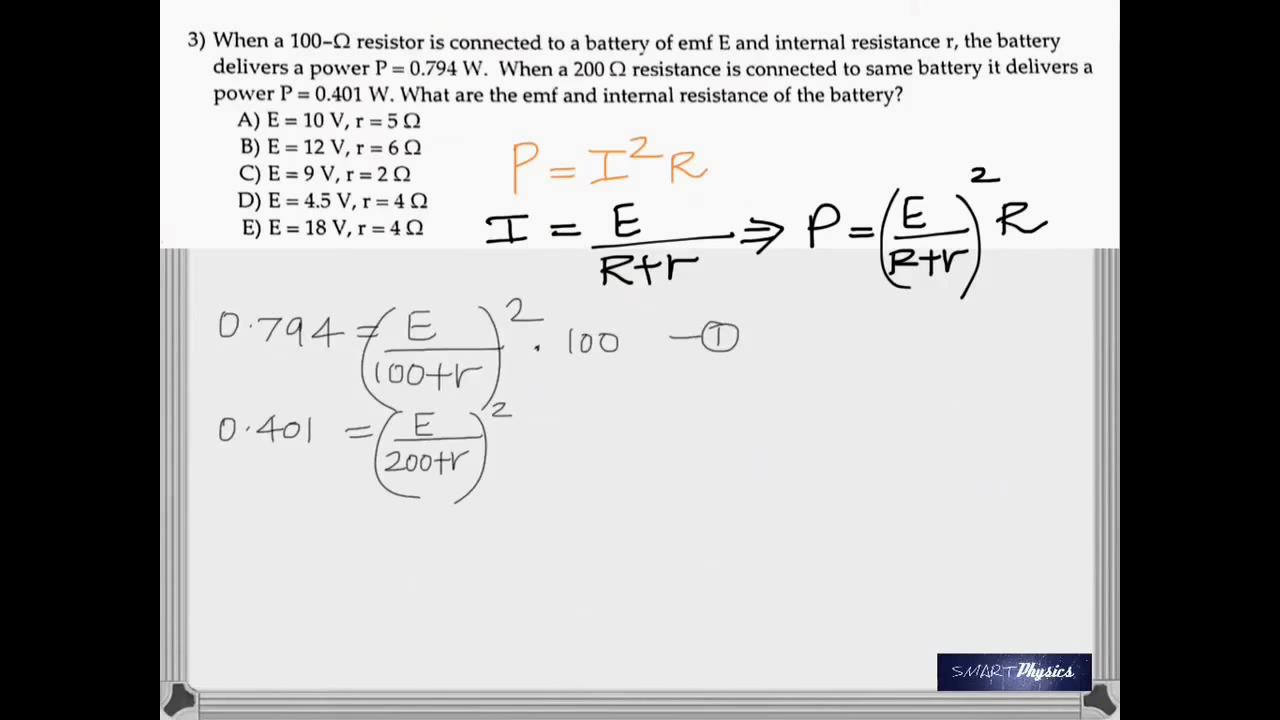 3) When a 100–Ω resistor is connected to a battery of emf E and internal resistance r, the battery
delivers a power P = 0.794 W. When a 200 Ω resistance is connected to same battery it delivers a
power P = 0.401 W. What are the emf and internal resistance of the battery?
A) E = 10 V, r = 5 Ω
B) E = 12 V, r = 6 Ω
C) E = 9 V, r = 2 Ω
D) E = 4.5 V, r = 4 Ω
E) E = 18 V, r = 4 Ω
P = I² R
I = E/(R+r) ⇒ P = (E/(R+r))² R
0.794 = (E/(100+r))² . 100 —①
0.401 = (E/(200+r))²
SMARTPhysics